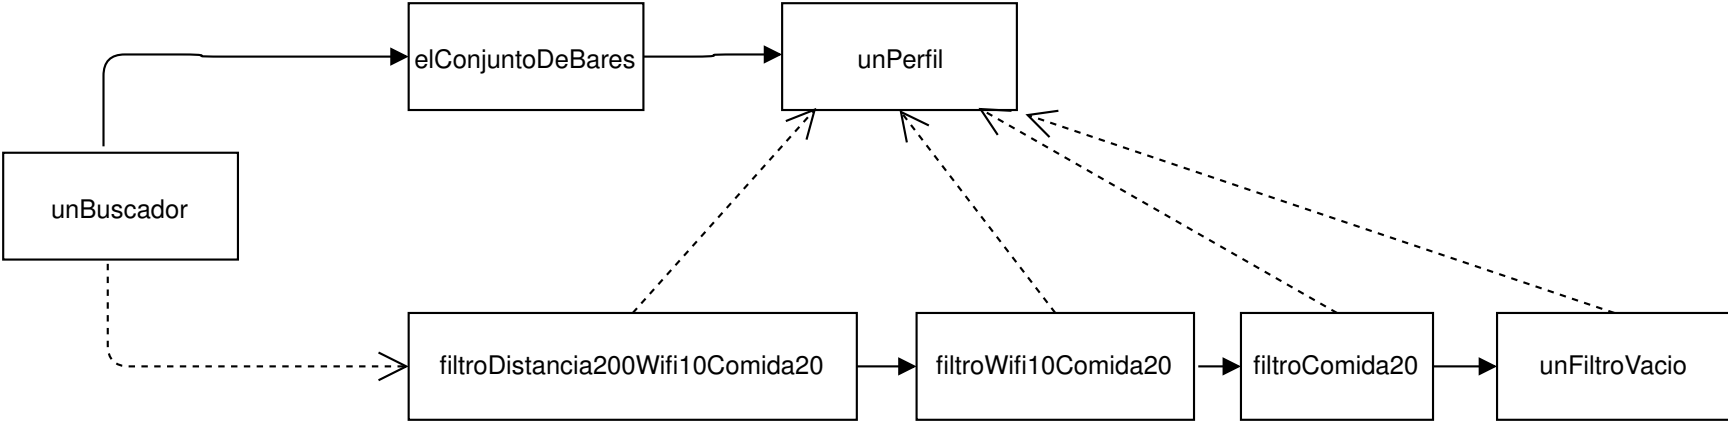 elConjuntoDeBares
unPerfil
unBuscador
filtroDistancia200Wifi10Comida20
filtroWifi10Comida20
filtroComida20
unFiltroVacio